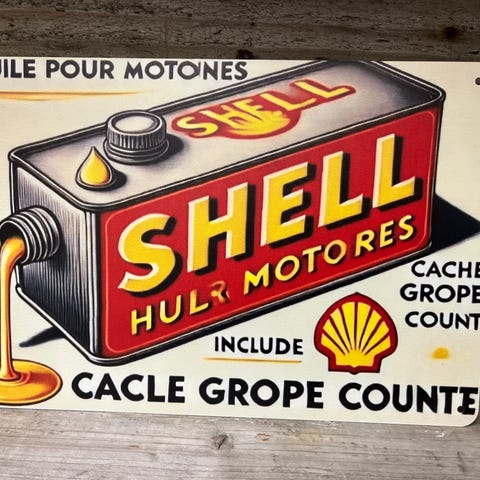 UILE POUR MOTONES
SHELL
SHELL
HULR MOTORES
CACHE
GROPE
COUNT
INCLUDE
CACLE GROPE COUNTE